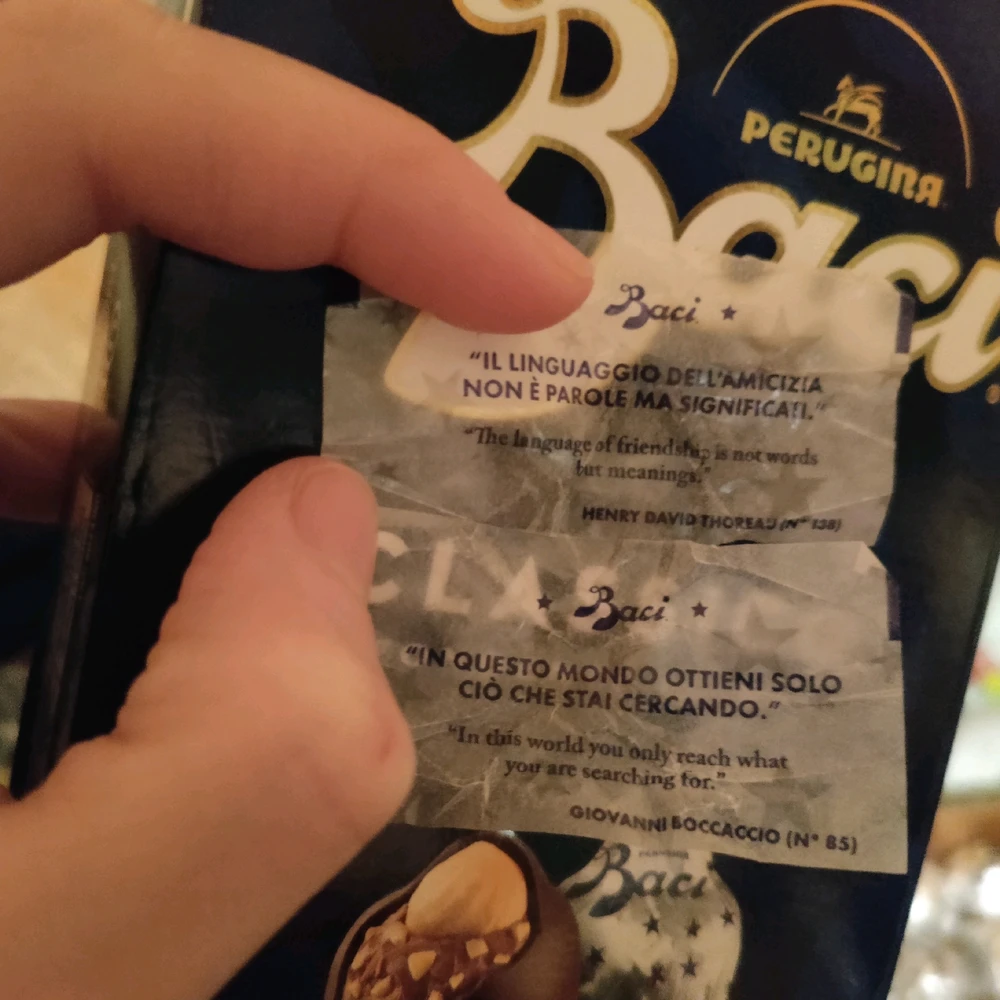 Baci
PERUGINA
Baci
"IL LINGUAGGIO DELL'AMICIZIA
NON È PAROLE MA SIGNIFICATI."
"The language of friendship is not words
but meanings."
HENRY DAVID THOREAU (N° 138)
CLASSIC
Baci
"IN QUESTO MONDO OTTIENI SOLO
CIÒ CHE STAI CERCANDO."
"In this world you only reach what
you are searching for."
GIOVANNI BOCCACCIO (N° 85)
Baci